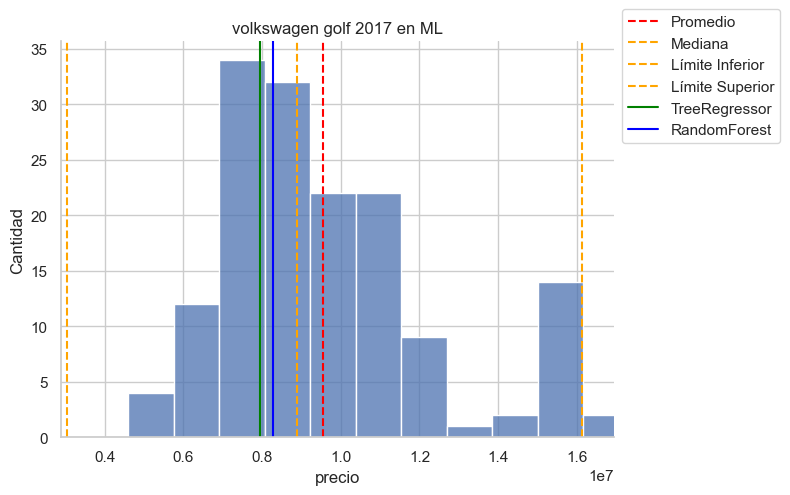 volkswagen golf 2017 en ML
Promedio
Mediana
Límite Inferior
Límite Superior
TreeRegressor
RandomForest
Cantidad
35
30
25
20
15
10
5
0
0.4 0.6 0.8 1.0 1.2 1.4 1.6
1e7
precio